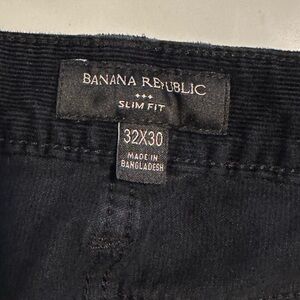 BANANA REPUBLIC
SLIM FIT
32X30
MADE IN
BANGLADESH